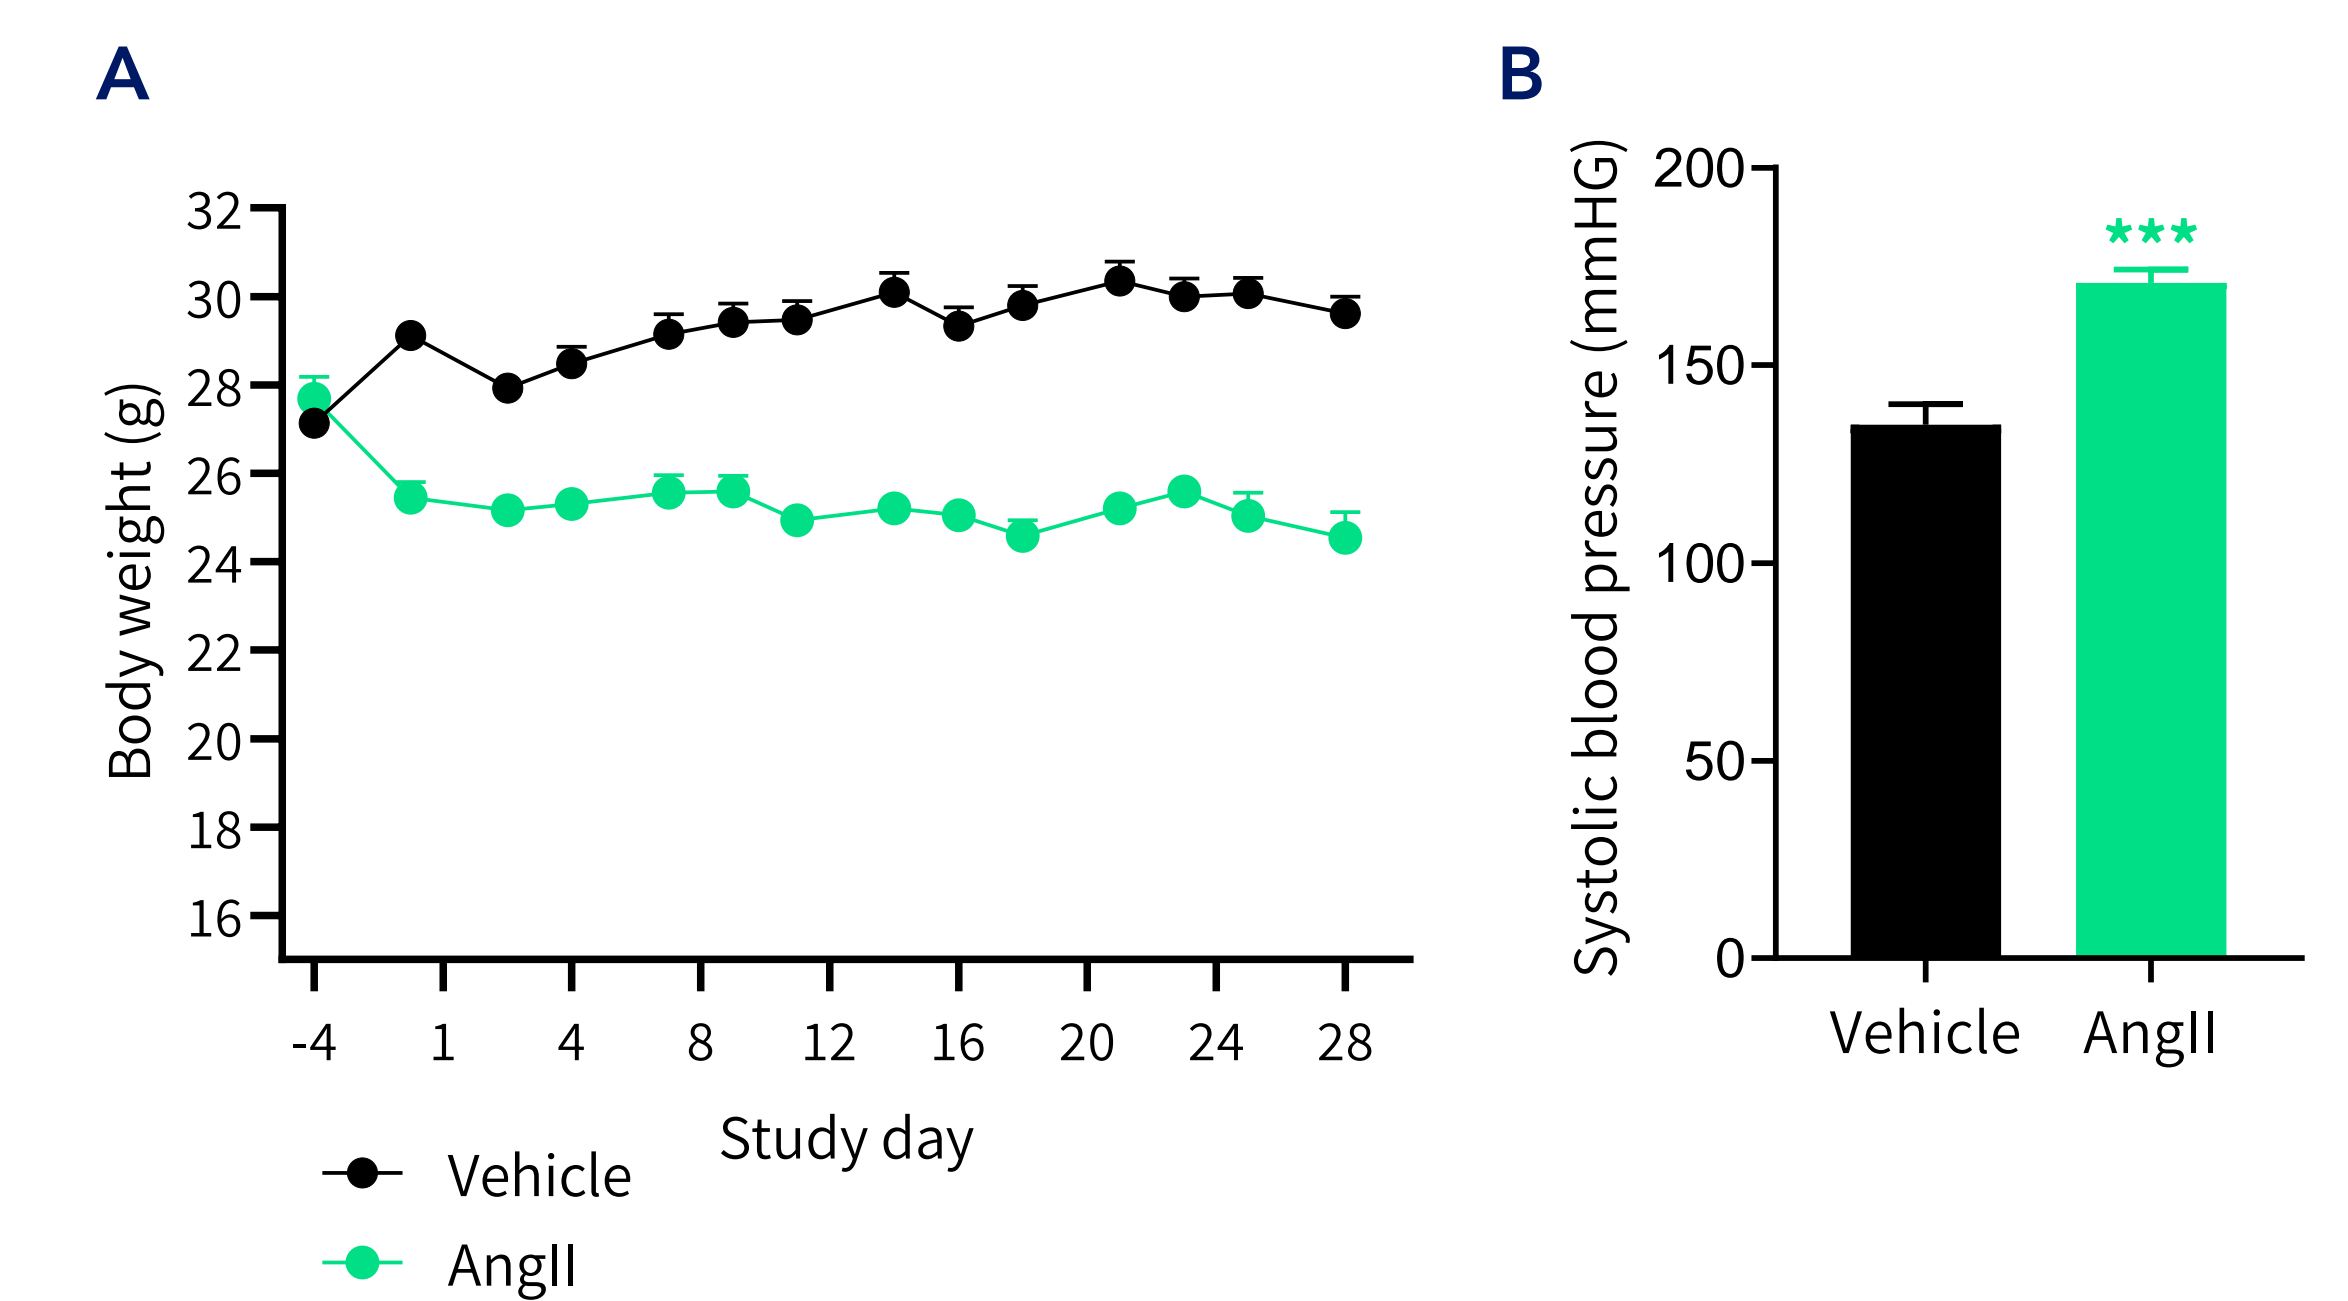 A
Body weight (g)
32
30
28
26
24
22
20
18
16
-4 1 4 8 12 16 20 24 28
Study day
Vehicle
AngII
B
Systolic blood pressure (mmHG)
200
150
100
50
0
***
Vehicle AngII